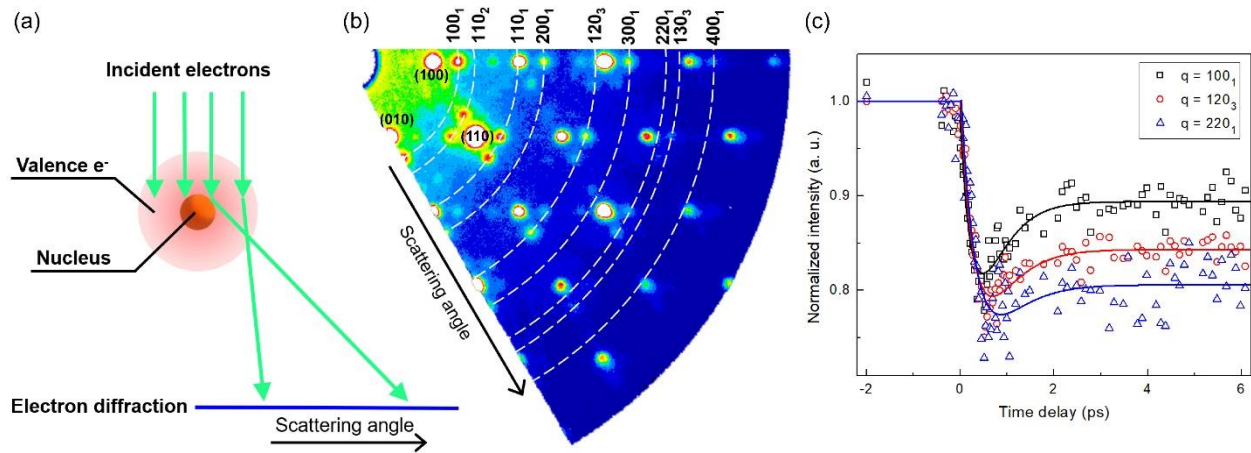 (a)
Incident electrons
Valence e⁻
Nucleus
Electron diffraction
Scattering angle
(b)
100₁
110₂
110₁
200₁
120₃
300₁
220₁
130₃
400₁
(100)
(010)
(110)
Scattering angle
(c)
Normalized intensity (a. u.)
1.0
0.9
0.8
q = 100₁
q = 120₃
q = 220₁
-2
0
2
4
6
Time delay (ps)